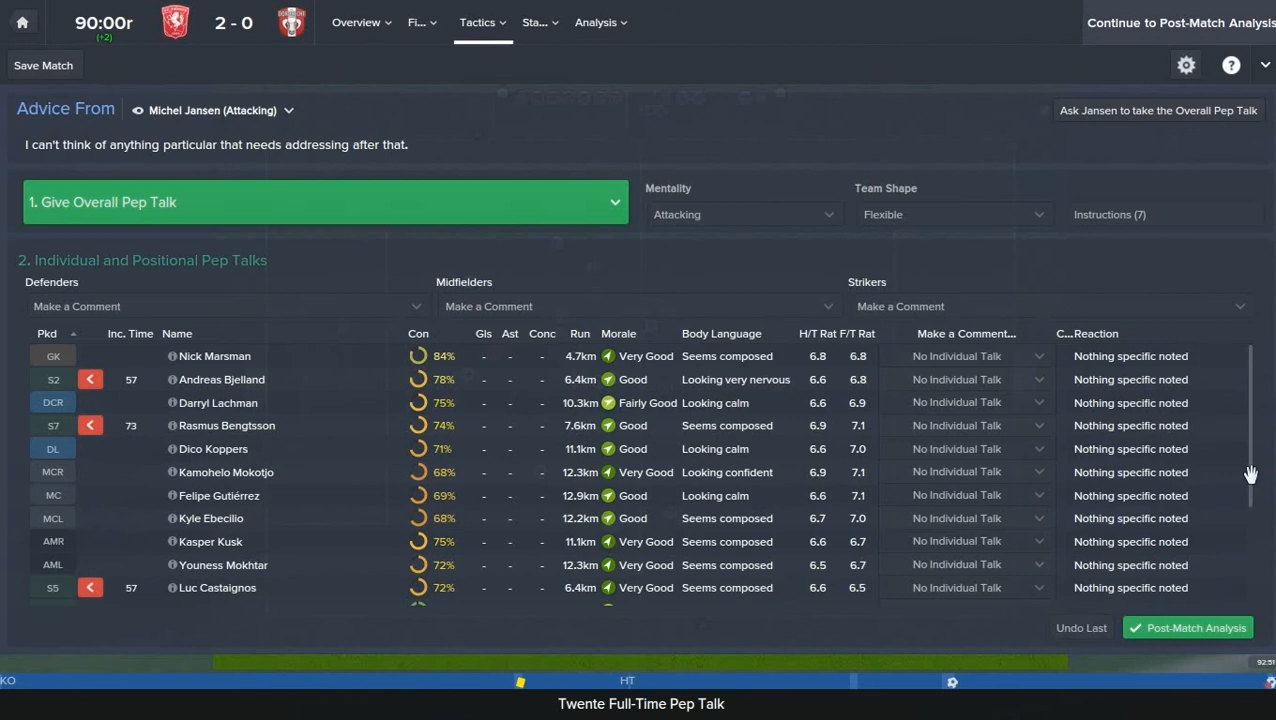 90:00r 2 - 0 Overview Fi... Tactics Sta... Analysis Continue to Post-Match Analysis
(+2)
Save Match ?
Advice From Michel Jansen (Attacking) Ask Jansen to take the Overall Pep Talk
I can't think of anything particular that needs addressing after that.
Mentality Team Shape
1. Give Overall Pep Talk Attacking Flexible Instructions (7)
2. Individual and Positional Pep Talks
Defenders Midfielders Strikers
Make a Comment Make a Comment Make a Comment
Pkd Inc. Time Name Con Gls Ast Conc Run Morale Body Language H/T Rat F/T Rat Make a Comment... C... Reaction
GK Nick Marsman 84% - - - 4.7km Very Good Seems composed 6.8 6.8 No Individual Talk Nothing specific noted
S2 57 Andreas Bjelland 78% - - - 6.4km Good Looking very nervous 6.6 6.8 No Individual Talk Nothing specific noted
DCR Darryl Lachman 75% - - - 10.3km Fairly Good Looking calm 6.6 6.9 No Individual Talk Nothing specific noted
S7 73 Rasmus Bengtsson 74% - - - 7.6km Good Seems composed 6.9 7.1 No Individual Talk Nothing specific noted
DL Dico Koppers 71% - - - 11.1km Good Looking calm 6.6 7.0 No Individual Talk Nothing specific noted
MCR Kamohelo Mokotjo 68% - - - 12.3km Very Good Looking confident 6.9 7.1 No Individual Talk Nothing specific noted
MC Felipe Gutiérrez 69% - - - 12.9km Good Looking calm 6.6 7.1 No Individual Talk Nothing specific noted
MCL Kyle Ebecilio 68% - - - 12.2km Good Seems composed 6.7 7.0 No Individual Talk Nothing specific noted
AMR Kasper Kusk 75% - - - 11.1km Very Good Seems composed 6.6 6.7 No Individual Talk Nothing specific noted
AML Youness Mokhtar 72% - - - 12.3km Very Good Seems composed 6.5 6.7 No Individual Talk Nothing specific noted
S5 57 Luc Castaignos 72% - - - 6.4km Very Good Seems composed 6.6 6.5 No Individual Talk Nothing specific noted
Undo Last Post-Match Analysis
92:51
KO HT
Twente Full-Time Pep Talk